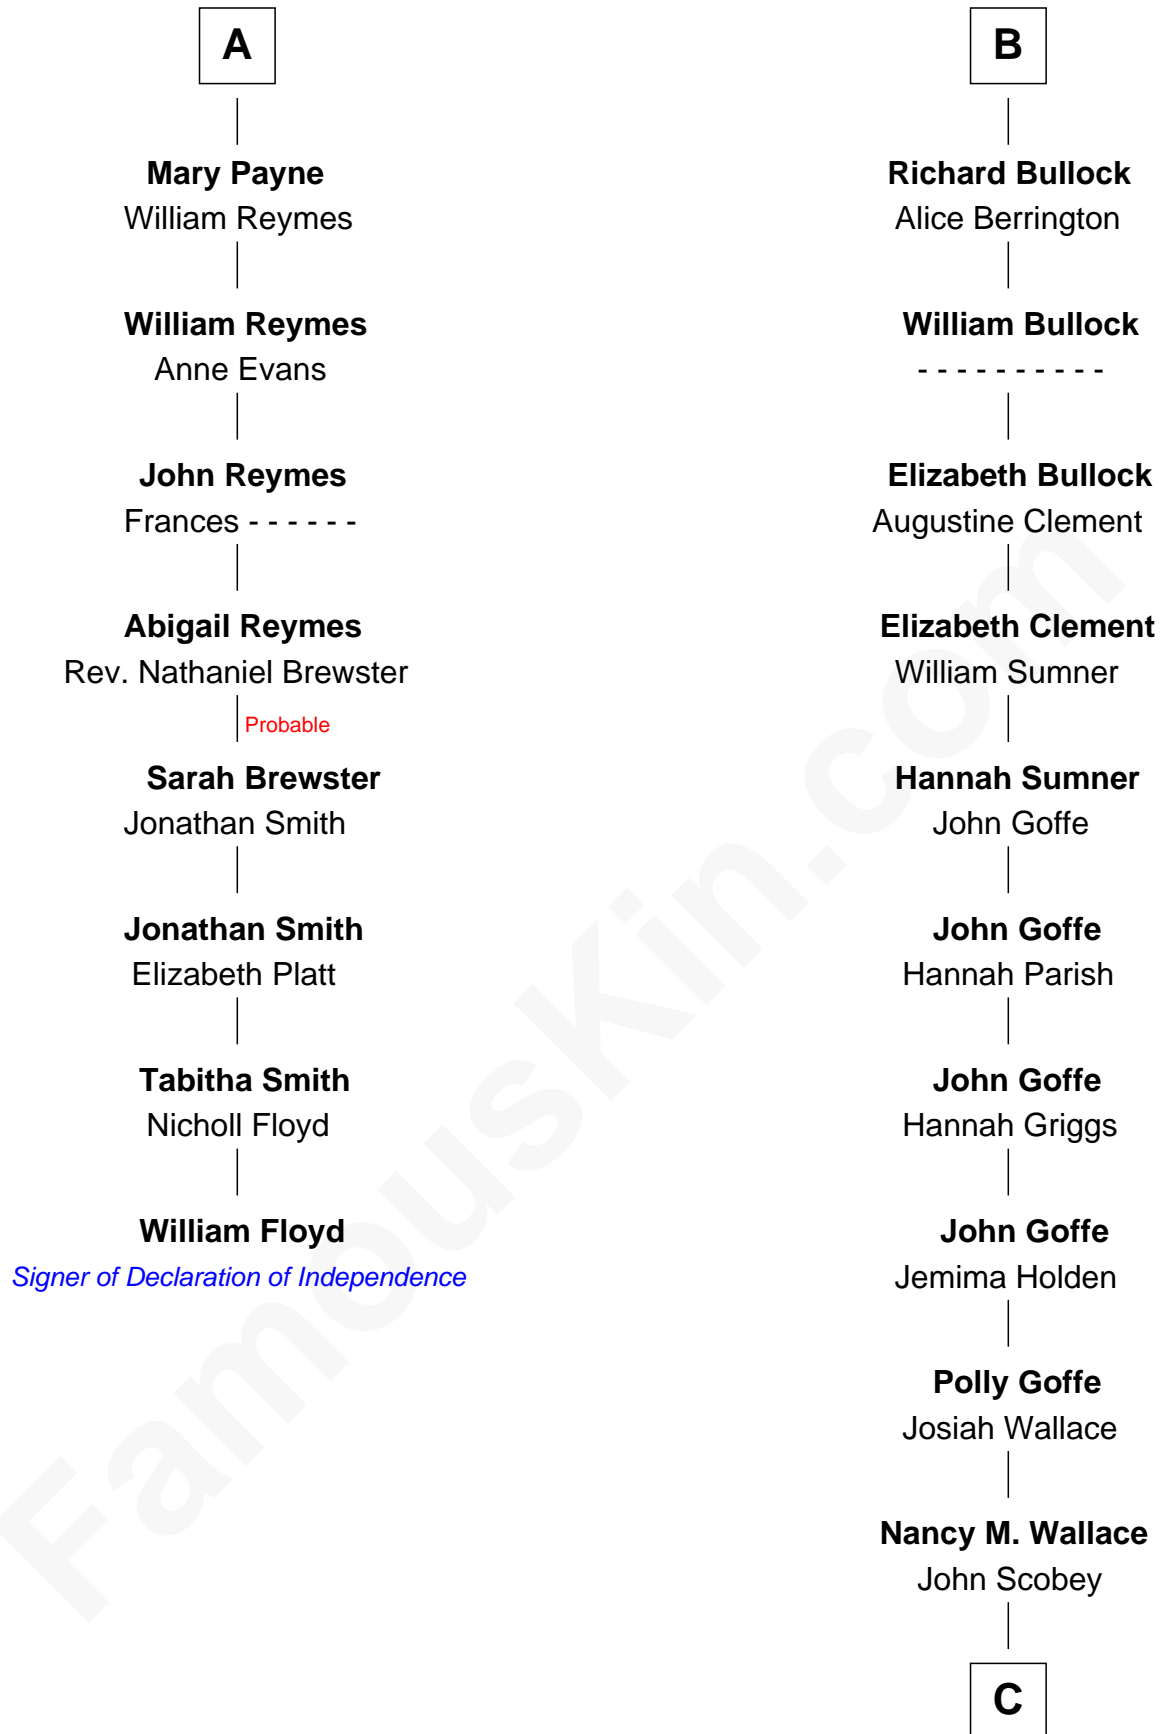 A
Mary Payne
William Reymes
William Reymes
Anne Evans
John Reymes
Frances - - - - - -
Abigail Reymes
Rev. Nathaniel Brewster
Probable
Sarah Brewster
Jonathan Smith
Jonathan Smith
Elizabeth Platt
Tabitha Smith
Nicholl Floyd
William Floyd
Signer of Declaration of Independence
B
Richard Bullock
Alice Berrington
William Bullock
- - - - - - - - - -
Elizabeth Bullock
Augustine Clement
Elizabeth Clement
William Sumner
Hannah Sumner
John Goffe
John Goffe
Hannah Parish
John Goffe
Hannah Griggs
John Goffe
Jemima Holden
Polly Goffe
Josiah Wallace
Nancy M. Wallace
John Scobey
C
FamousKin.com